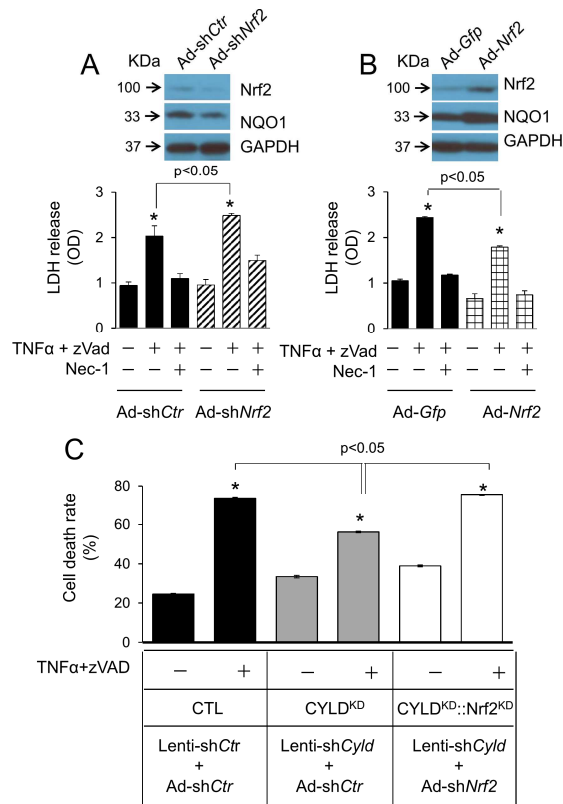 A
KDa
Ad-shCtr
Ad-shNrf2
100
Nrf2
33
NQO1
37
GAPDH
p<0.05
LDH release
(OD)
3
2
1
0
*
*
TNFα + zVad − + + − + +
Nec-1 − − + − − +
Ad-shCtr Ad-shNrf2
B
KDa
Ad-Gfp
Ad-Nrf2
100
Nrf2
33
NQO1
37
GAPDH
p<0.05
LDH release
(OD)
3
2
1
0
*
*
TNFα + zVad − + + − + +
Nec-1 − − + − − +
Ad-Gfp Ad-Nrf2
C
p<0.05
Cell death rate
(%)
80
60
40
20
0
*
*
*
TNFα+zVAD − + − + − +
CTL CYLDKD CYLDKD::Nrf2KD
Lenti-shCtr Lenti-shCyld Lenti-shCyld
+ + +
Ad-shCtr Ad-shCtr Ad-shNrf2